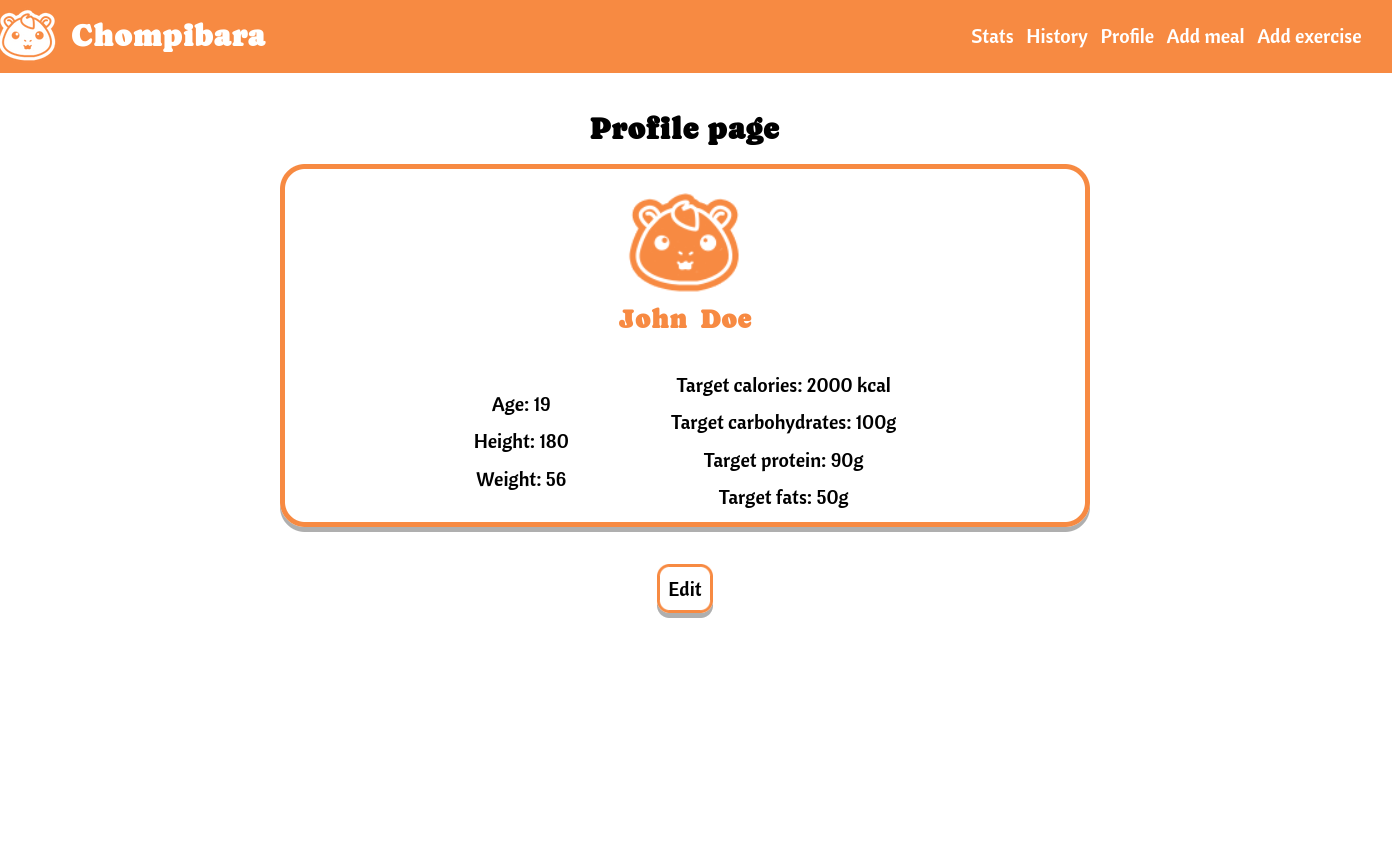 Chompibara
Stats History Profile Add meal Add exercise
Profile page
John Doe
Age: 19
Height: 180
Weight: 56
Target calories: 2000 kcal
Target carbohydrates: 100g
Target protein: 90g
Target fats: 50g
Edit